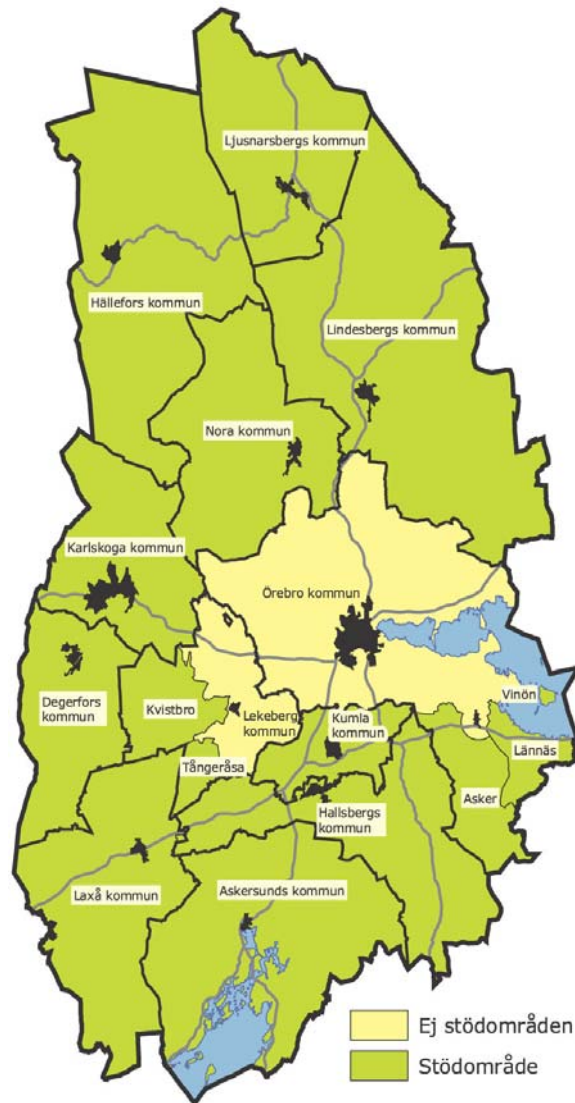 Ljusnarsbergs kommun
Hällefors kommun
Lindesbergs kommun
Nora kommun
Karlskoga kommun
Örebro kommun
Degerfors
kommun
Kvistbro
Lekeberg
kommun
Kumla
kommun
Vinön
Lännäs
Tångeråsa
Asker
Hallsbergs
kommun
Laxå kommun
Askersunds kommun
Ej stödområden
Stödområde